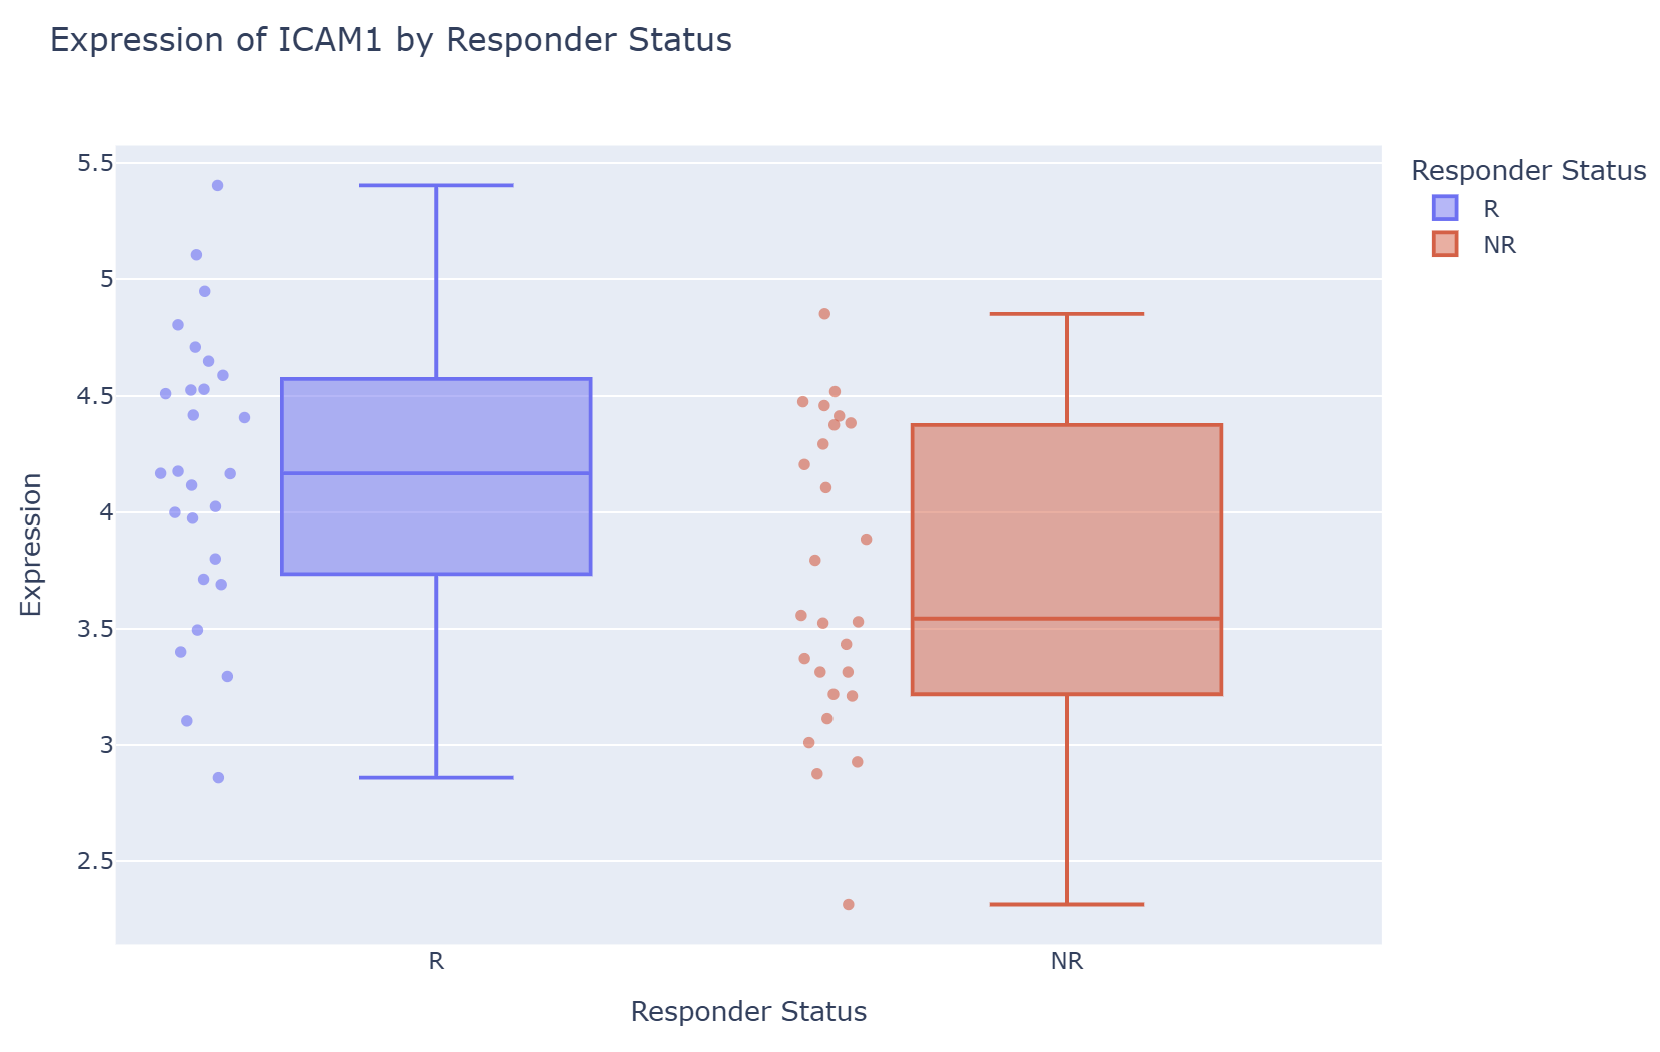 Expression of ICAM1 by Responder Status
Responder Status
R
NR
Expression
5.5
5
4.5
4
3.5
3
2.5
R
NR
Responder Status